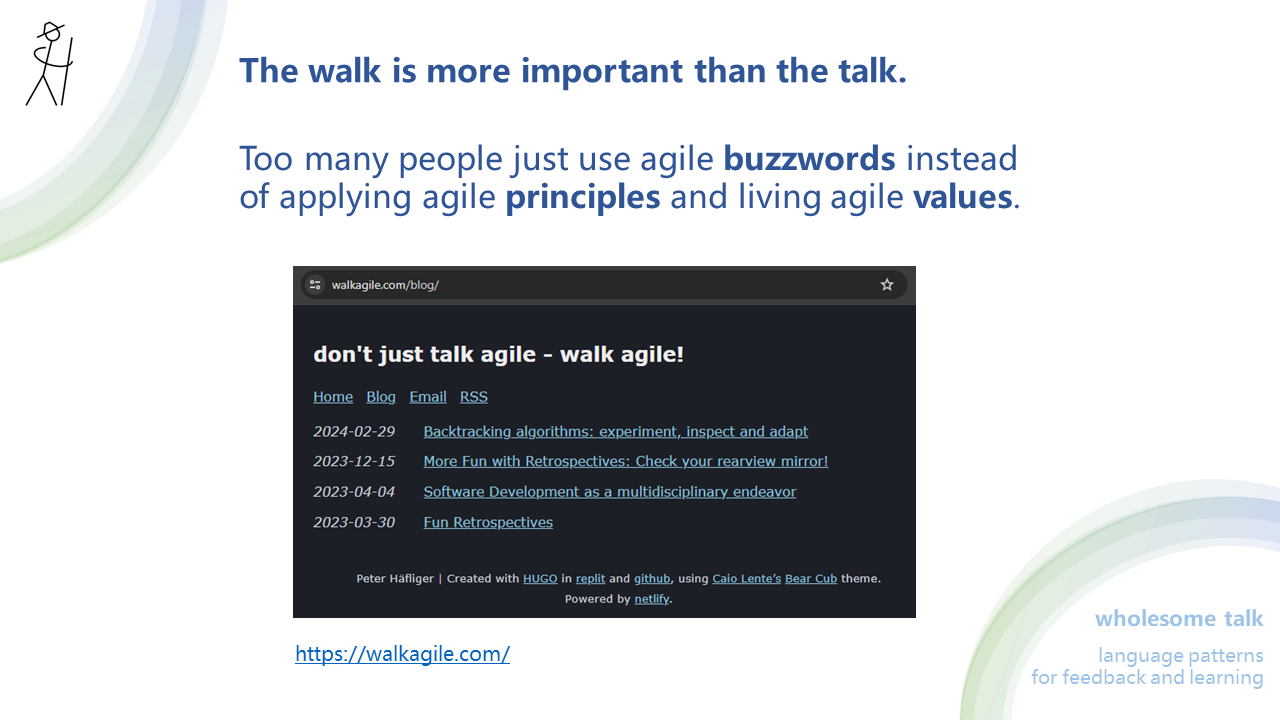 The walk is more important than the talk.
Too many people just use agile buzzwords instead
of applying agile principles and living agile values.
walkagile.com/blog/
don't just talk agile - walk agile!
Home Blog Email RSS
2024-02-29 Backtracking algorithms: experiment, inspect and adapt
2023-12-15 More Fun with Retrospectives: Check your rearview mirror!
2023-04-04 Software Development as a multidisciplinary endeavor
2023-03-30 Fun Retrospectives
Peter Häfliger | Created with HUGO in replit and github, using Caio Lente’s Bear Cub theme.
Powered by netlify.
https://walkagile.com/
wholesome talk
language patterns
for feedback and learning